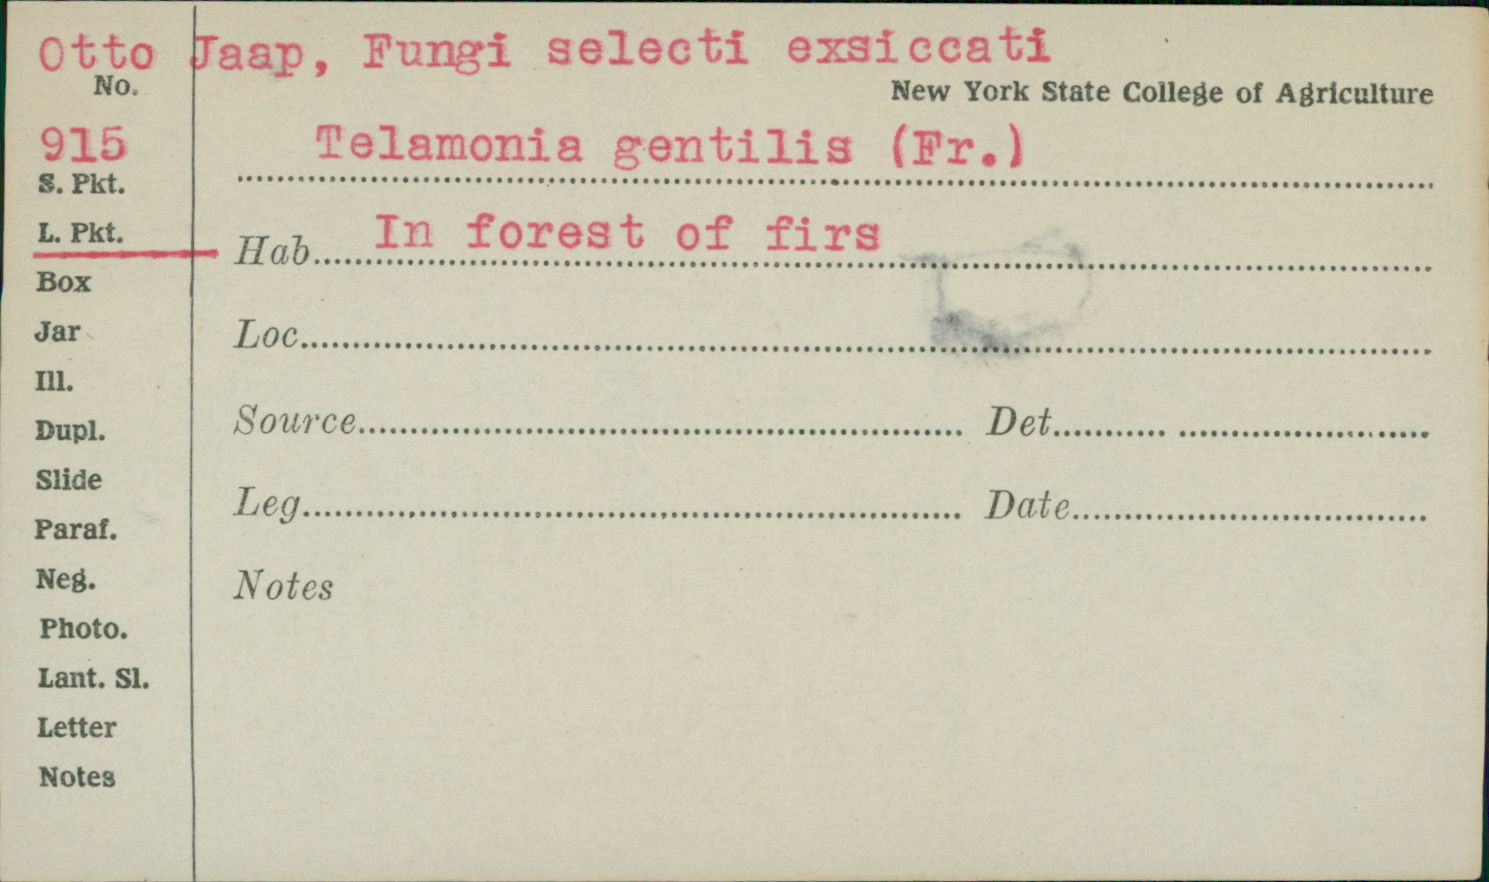 Otto Jaap, Fungi selecti exsiccati
No.
New York State College of Agriculture
915
Telamonia gentilis (Fr.)
S. Pkt.
L. Pkt.
Hab. In forest of firs
Box
Jar
Loc.
Ill.
Dupl.
Source Det.
Slide
Leg. Date
Paraf.
Neg.
Notes
Photo.
Lant. Sl.
Letter
Notes